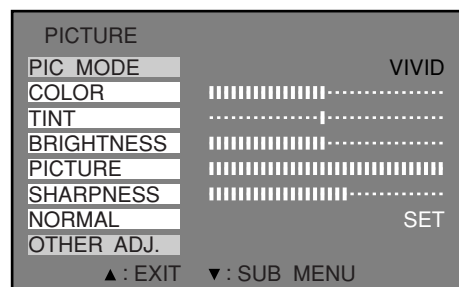 PICTURE
PIC MODE VIVID
COLOR
TINT
BRIGHTNESS
PICTURE
SHARPNESS
NORMAL SET
OTHER ADJ.
▲ : EXIT ▼ : SUB MENU